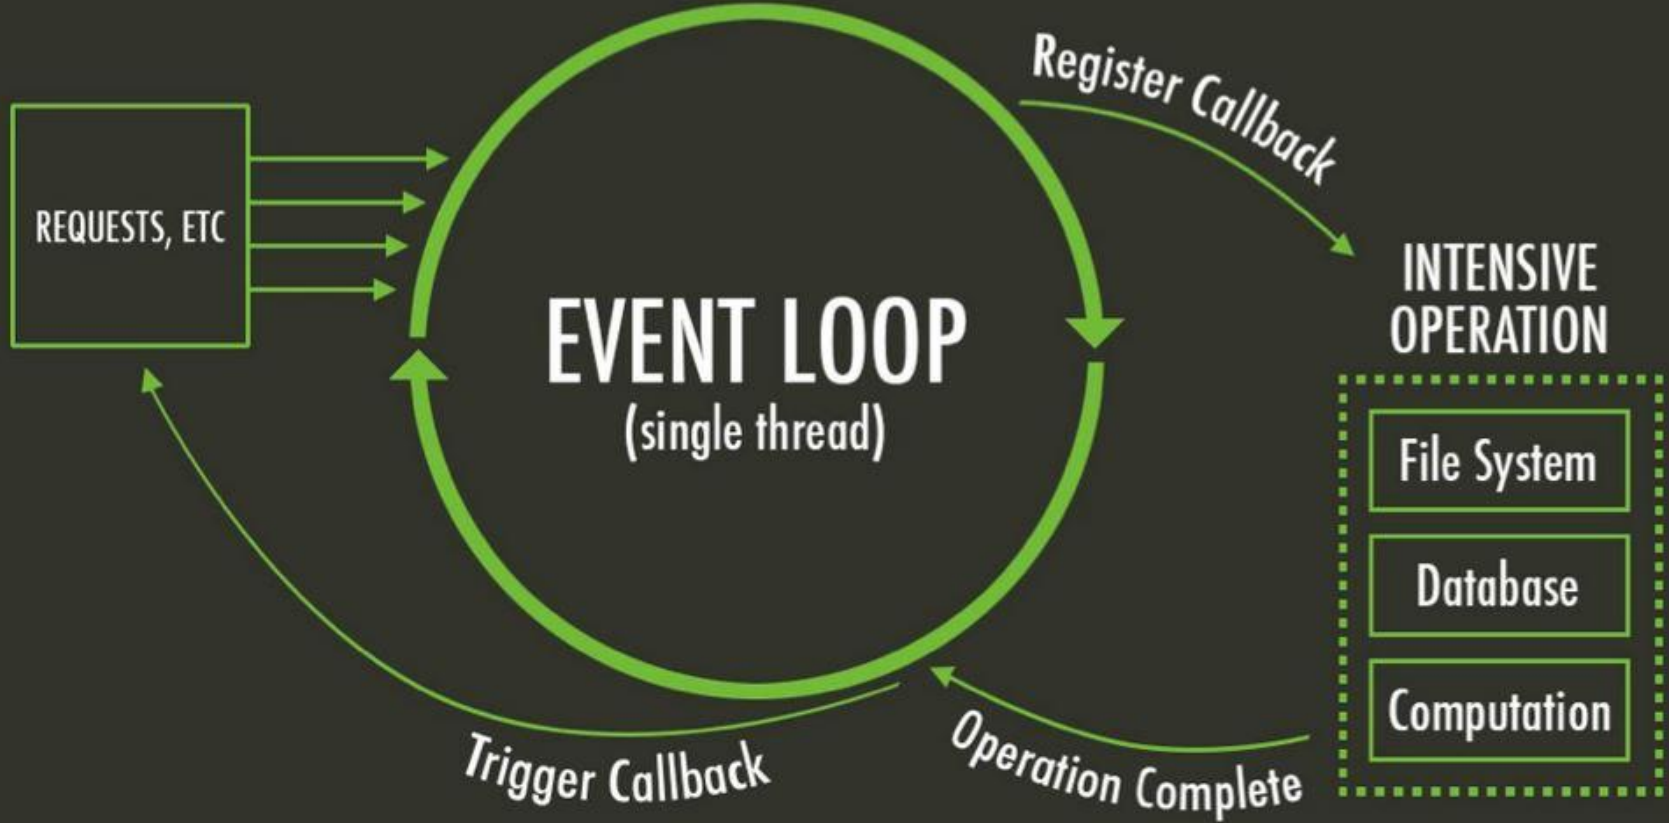 Register Callback
REQUESTS, ETC
EVENT LOOP
(single thread)
INTENSIVE
OPERATION
File System
Database
Computation
Operation Complete
Trigger Callback